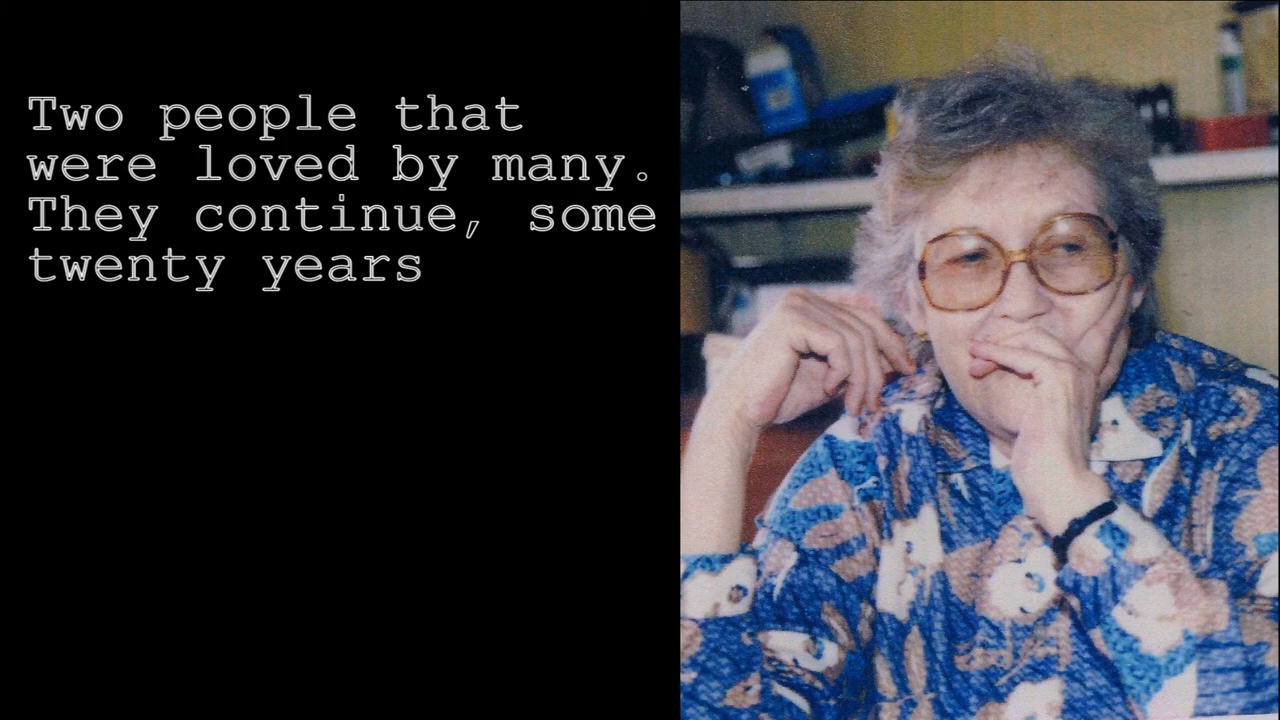 Two people that
were loved by many.
They continue, some
twenty years